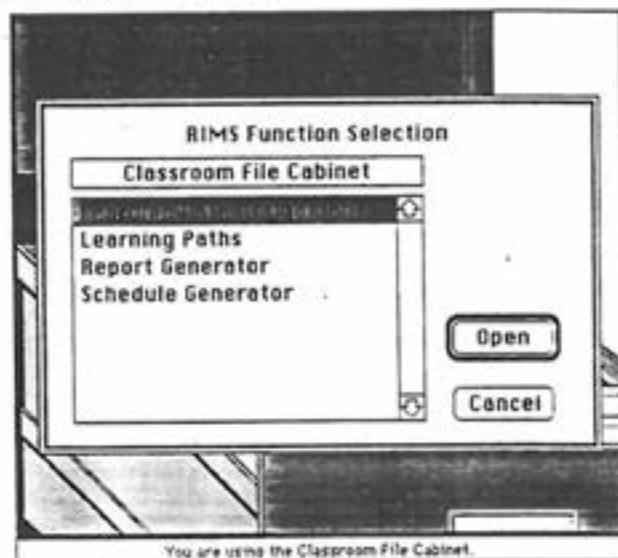 RIMS Function Selection
Classroom File Cabinet
Learning Paths
Report Generator
Schedule Generator
Open
Cancel
You are using the Classroom File Cabinet.